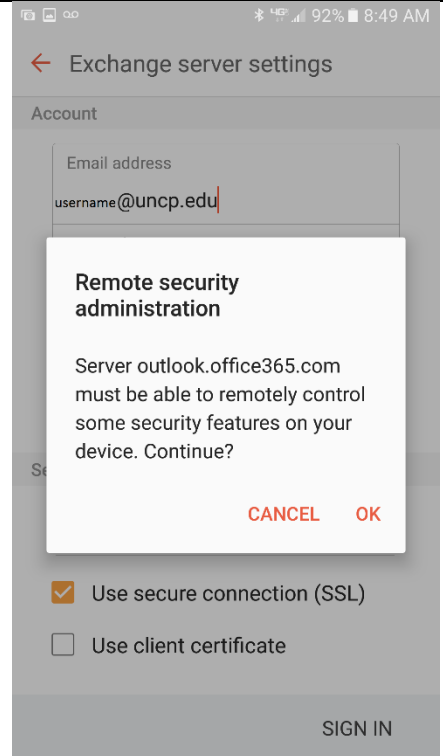 92% 8:49 AM
Exchange server settings
Account
Email address
username@uncp.edu
Remote security
administration
Server outlook.office365.com
must be able to remotely control
some security features on your
device. Continue?
Se
CANCEL OK
Use secure connection (SSL)
Use client certificate
SIGN IN